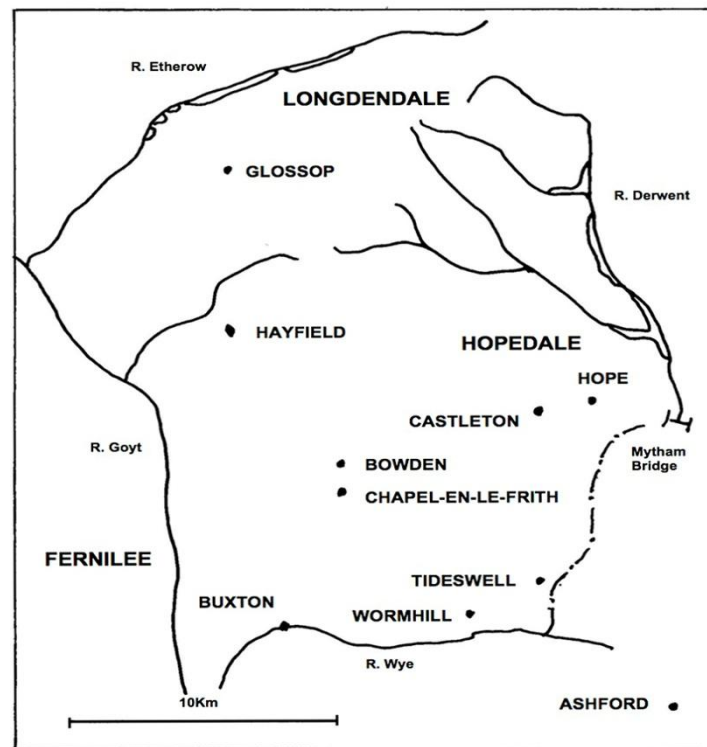 R. Etherow
LONGDENDALE
GLOSSOP
R. Derwent
HAYFIELD
HOPEDALE
HOPE
CASTLETON
R. Goyt
Mytham
Bridge
BOWDEN
CHAPEL-EN-LE-FRITH
FERNILEE
TIDESWELL
BUXTON
WORMHILL
R. Wye
10Km
ASHFORD